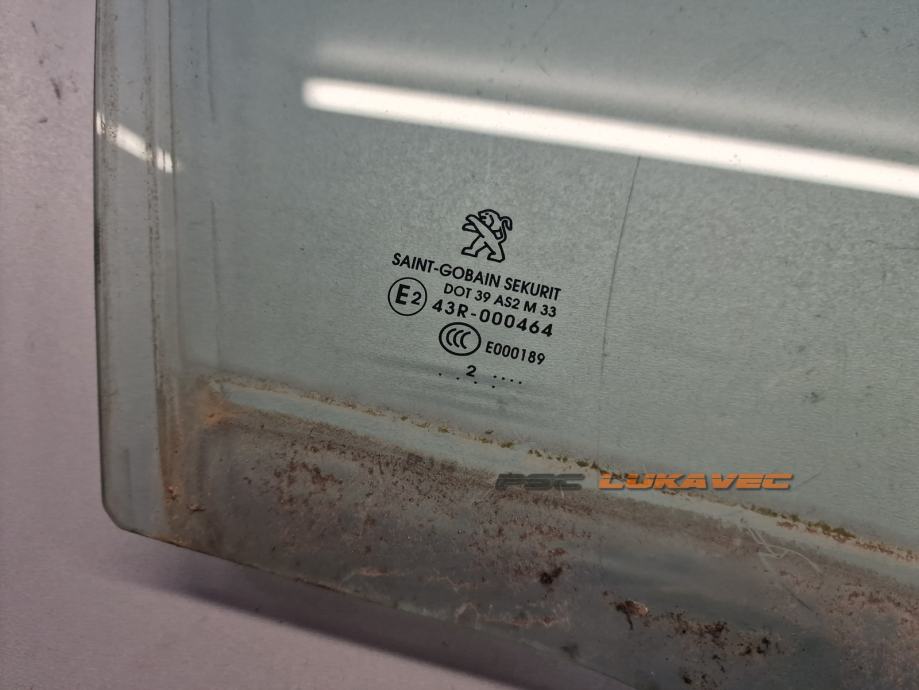 SAINT-GOBAIN SEKURIT
DOT 39 AS2 M 33
E2 43R-000464
CCC E000189
. . 2 . . ....
PSC LUKAVEC